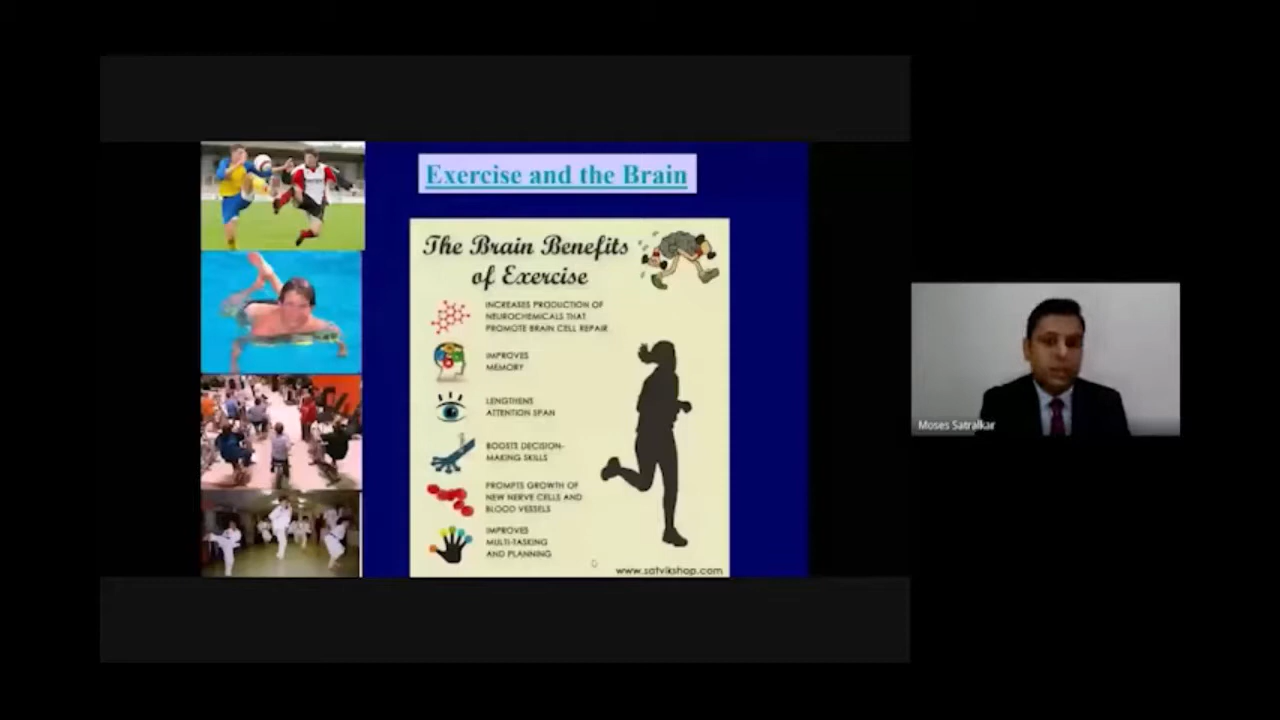 Exercise and the Brain
The Brain Benefits
of Exercise
INCREASES PRODUCTION OF
NEUROCHEMICALS THAT
PROMOTE BRAIN CELL REPAIR
IMPROVES
MEMORY
LENGTHENS
ATTENTION SPAN
BOOSTS DECISION-
MAKING SKILLS
PROMPTS GROWTH OF
NEW NERVE CELLS AND
BLOOD VESSELS
IMPROVES
MULTI-TASKING
AND PLANNING
www.satvikshop.com
Moses Satralkar